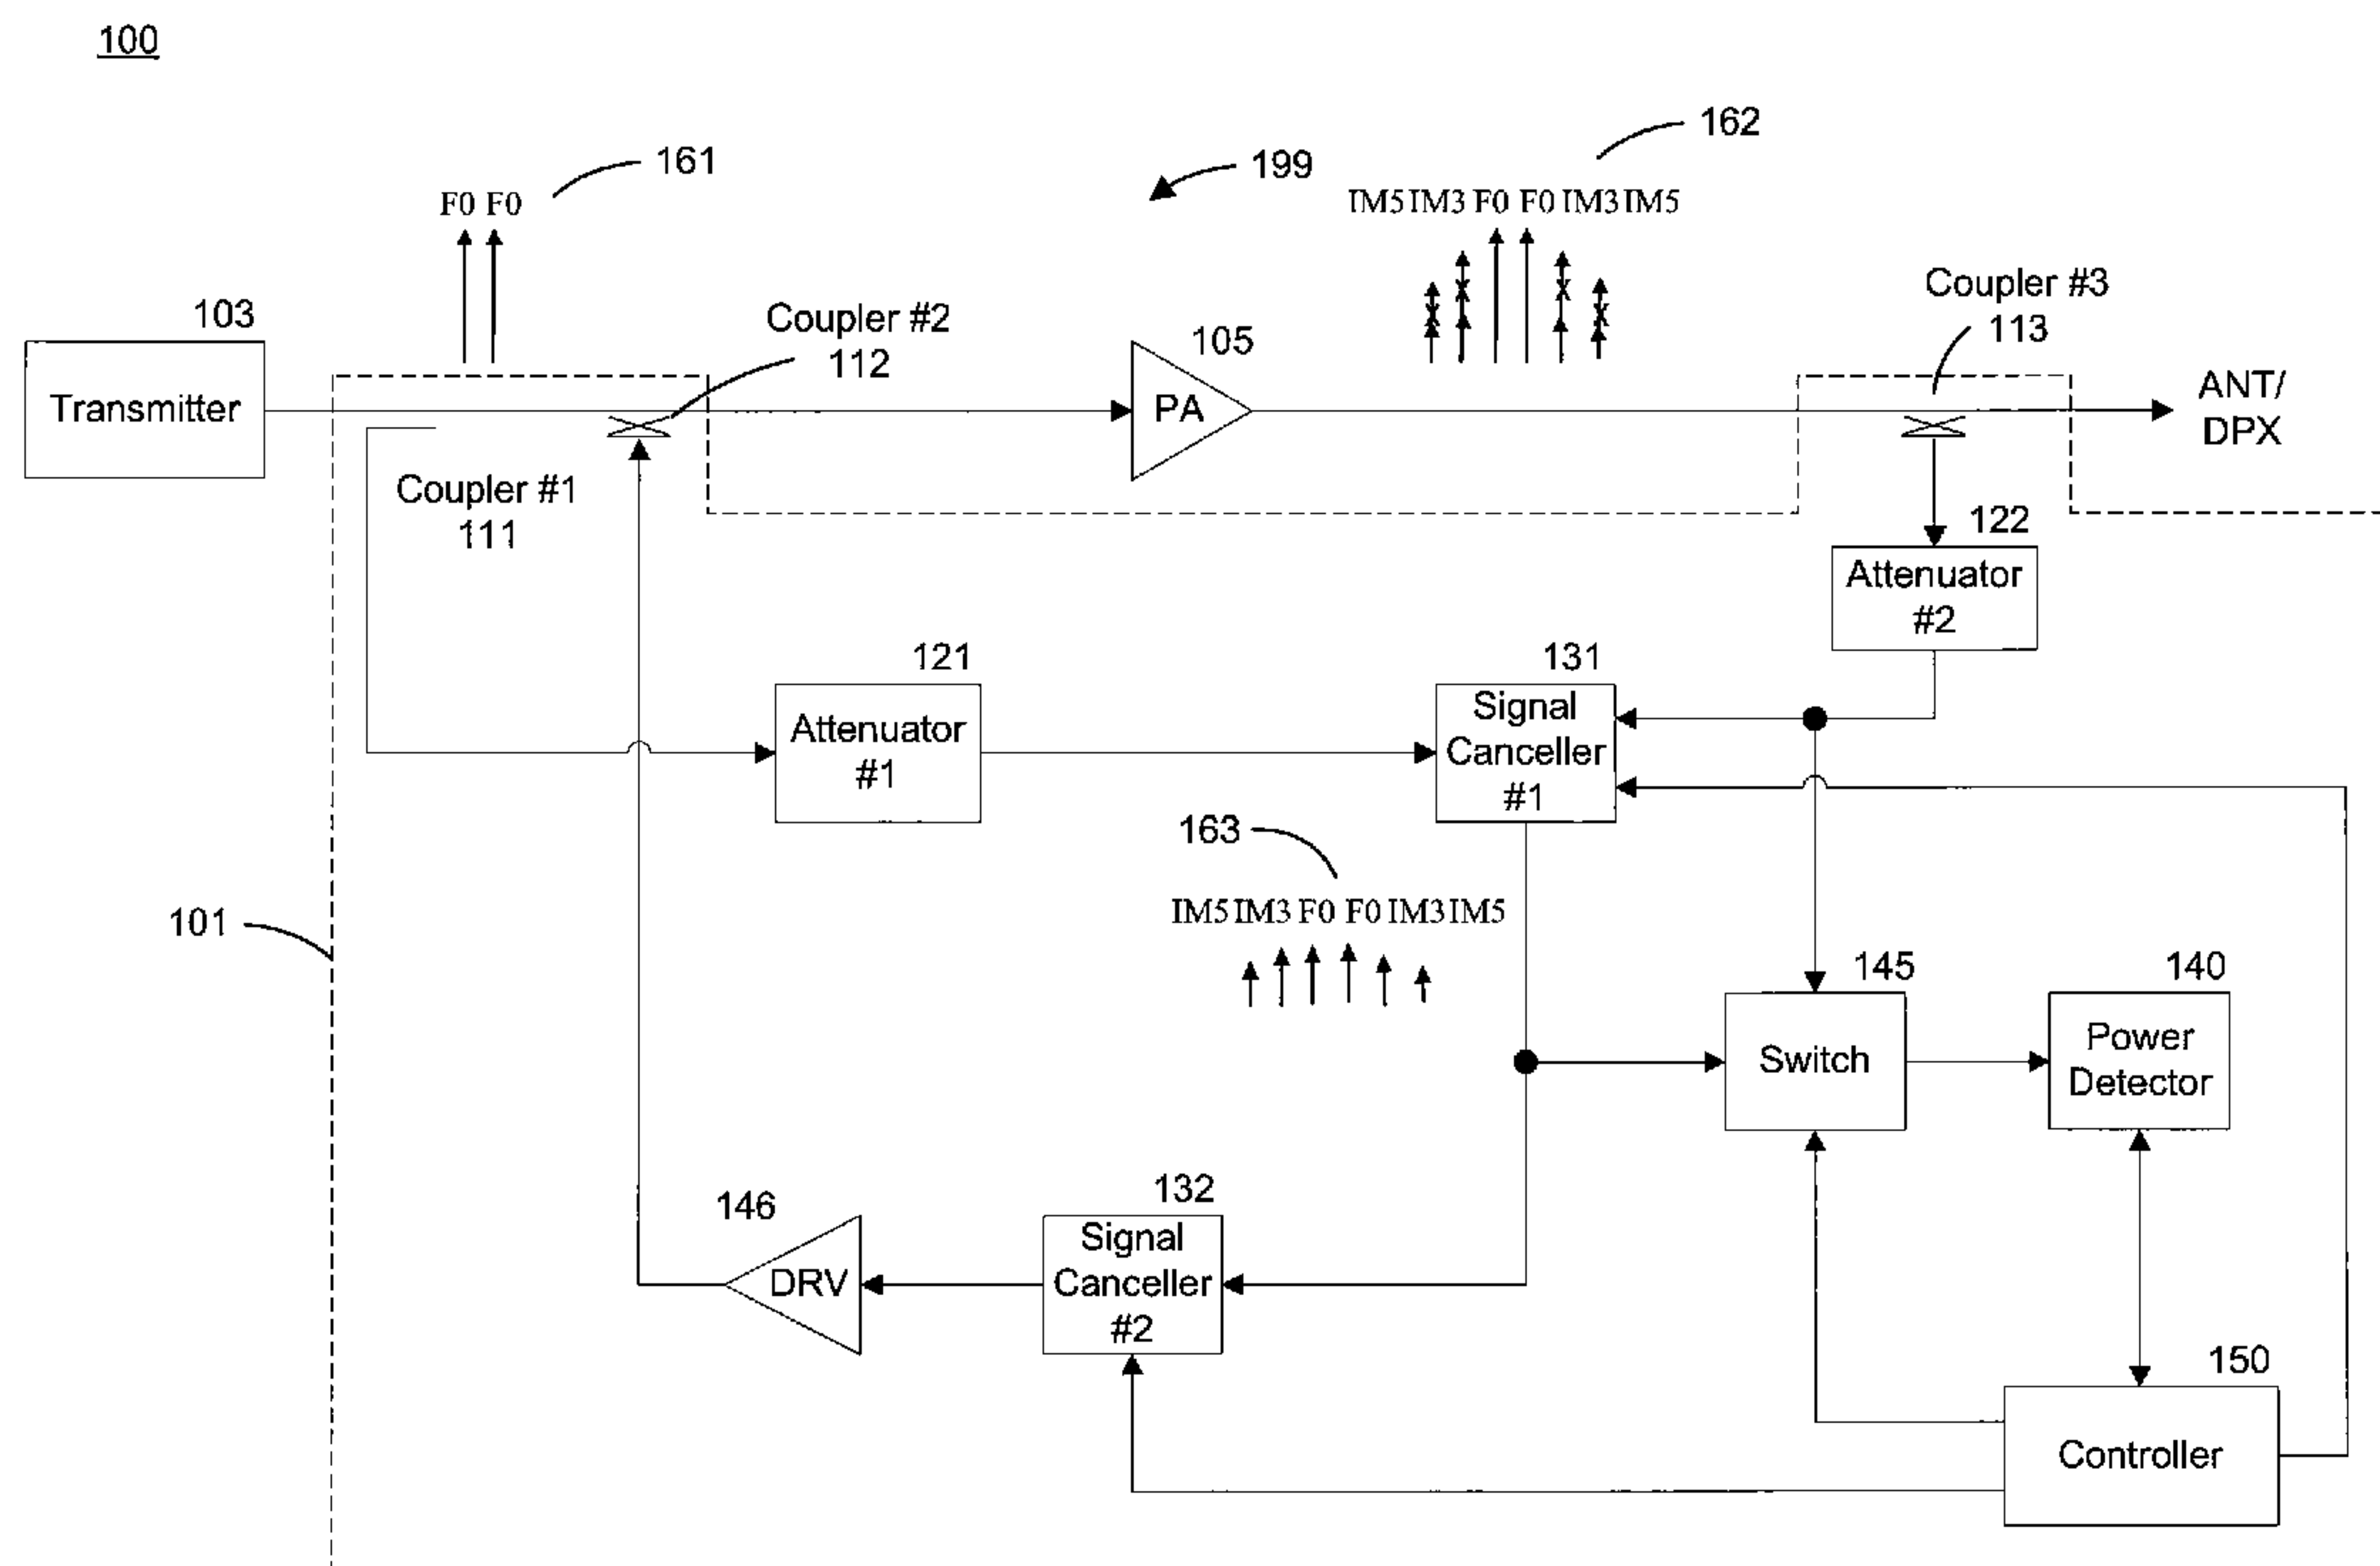 100
161
F0 F0
199
162
IM5 IM3 F0 F0 IM3 IM5
103
Transmitter
Coupler #2
112
105
PA
Coupler #3
113
ANT/
DPX
Coupler #1
111
122
Attenuator
#2
121
Attenuator
#1
131
Signal
Canceller
#1
163
IM5 IM3 F0 F0 IM3 IM5
101
145
Switch
140
Power
Detector
146
DRV
132
Signal
Canceller
#2
150
Controller